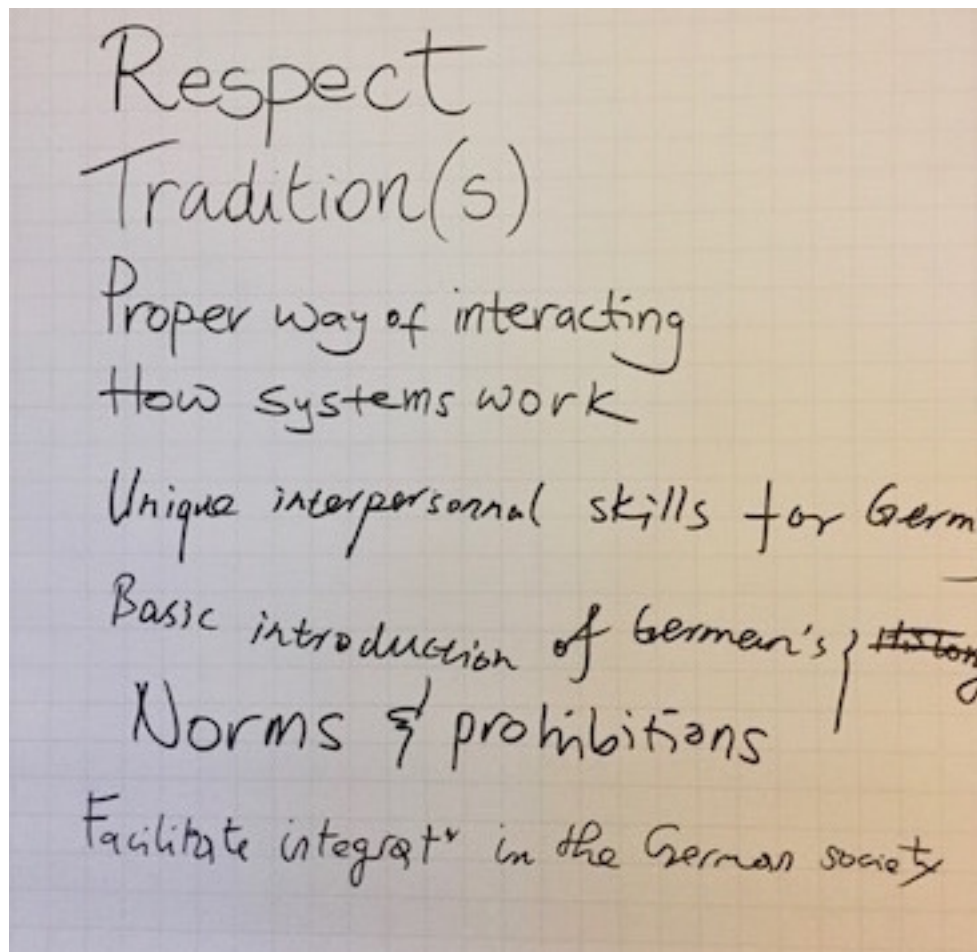 Respect
Tradition(s)
Proper way of interacting
How systems work
Unique interpersonnal skills for Germ
Basic introduction of German's } History
Norms & prohibitions
Facilitate integrat° in the German society